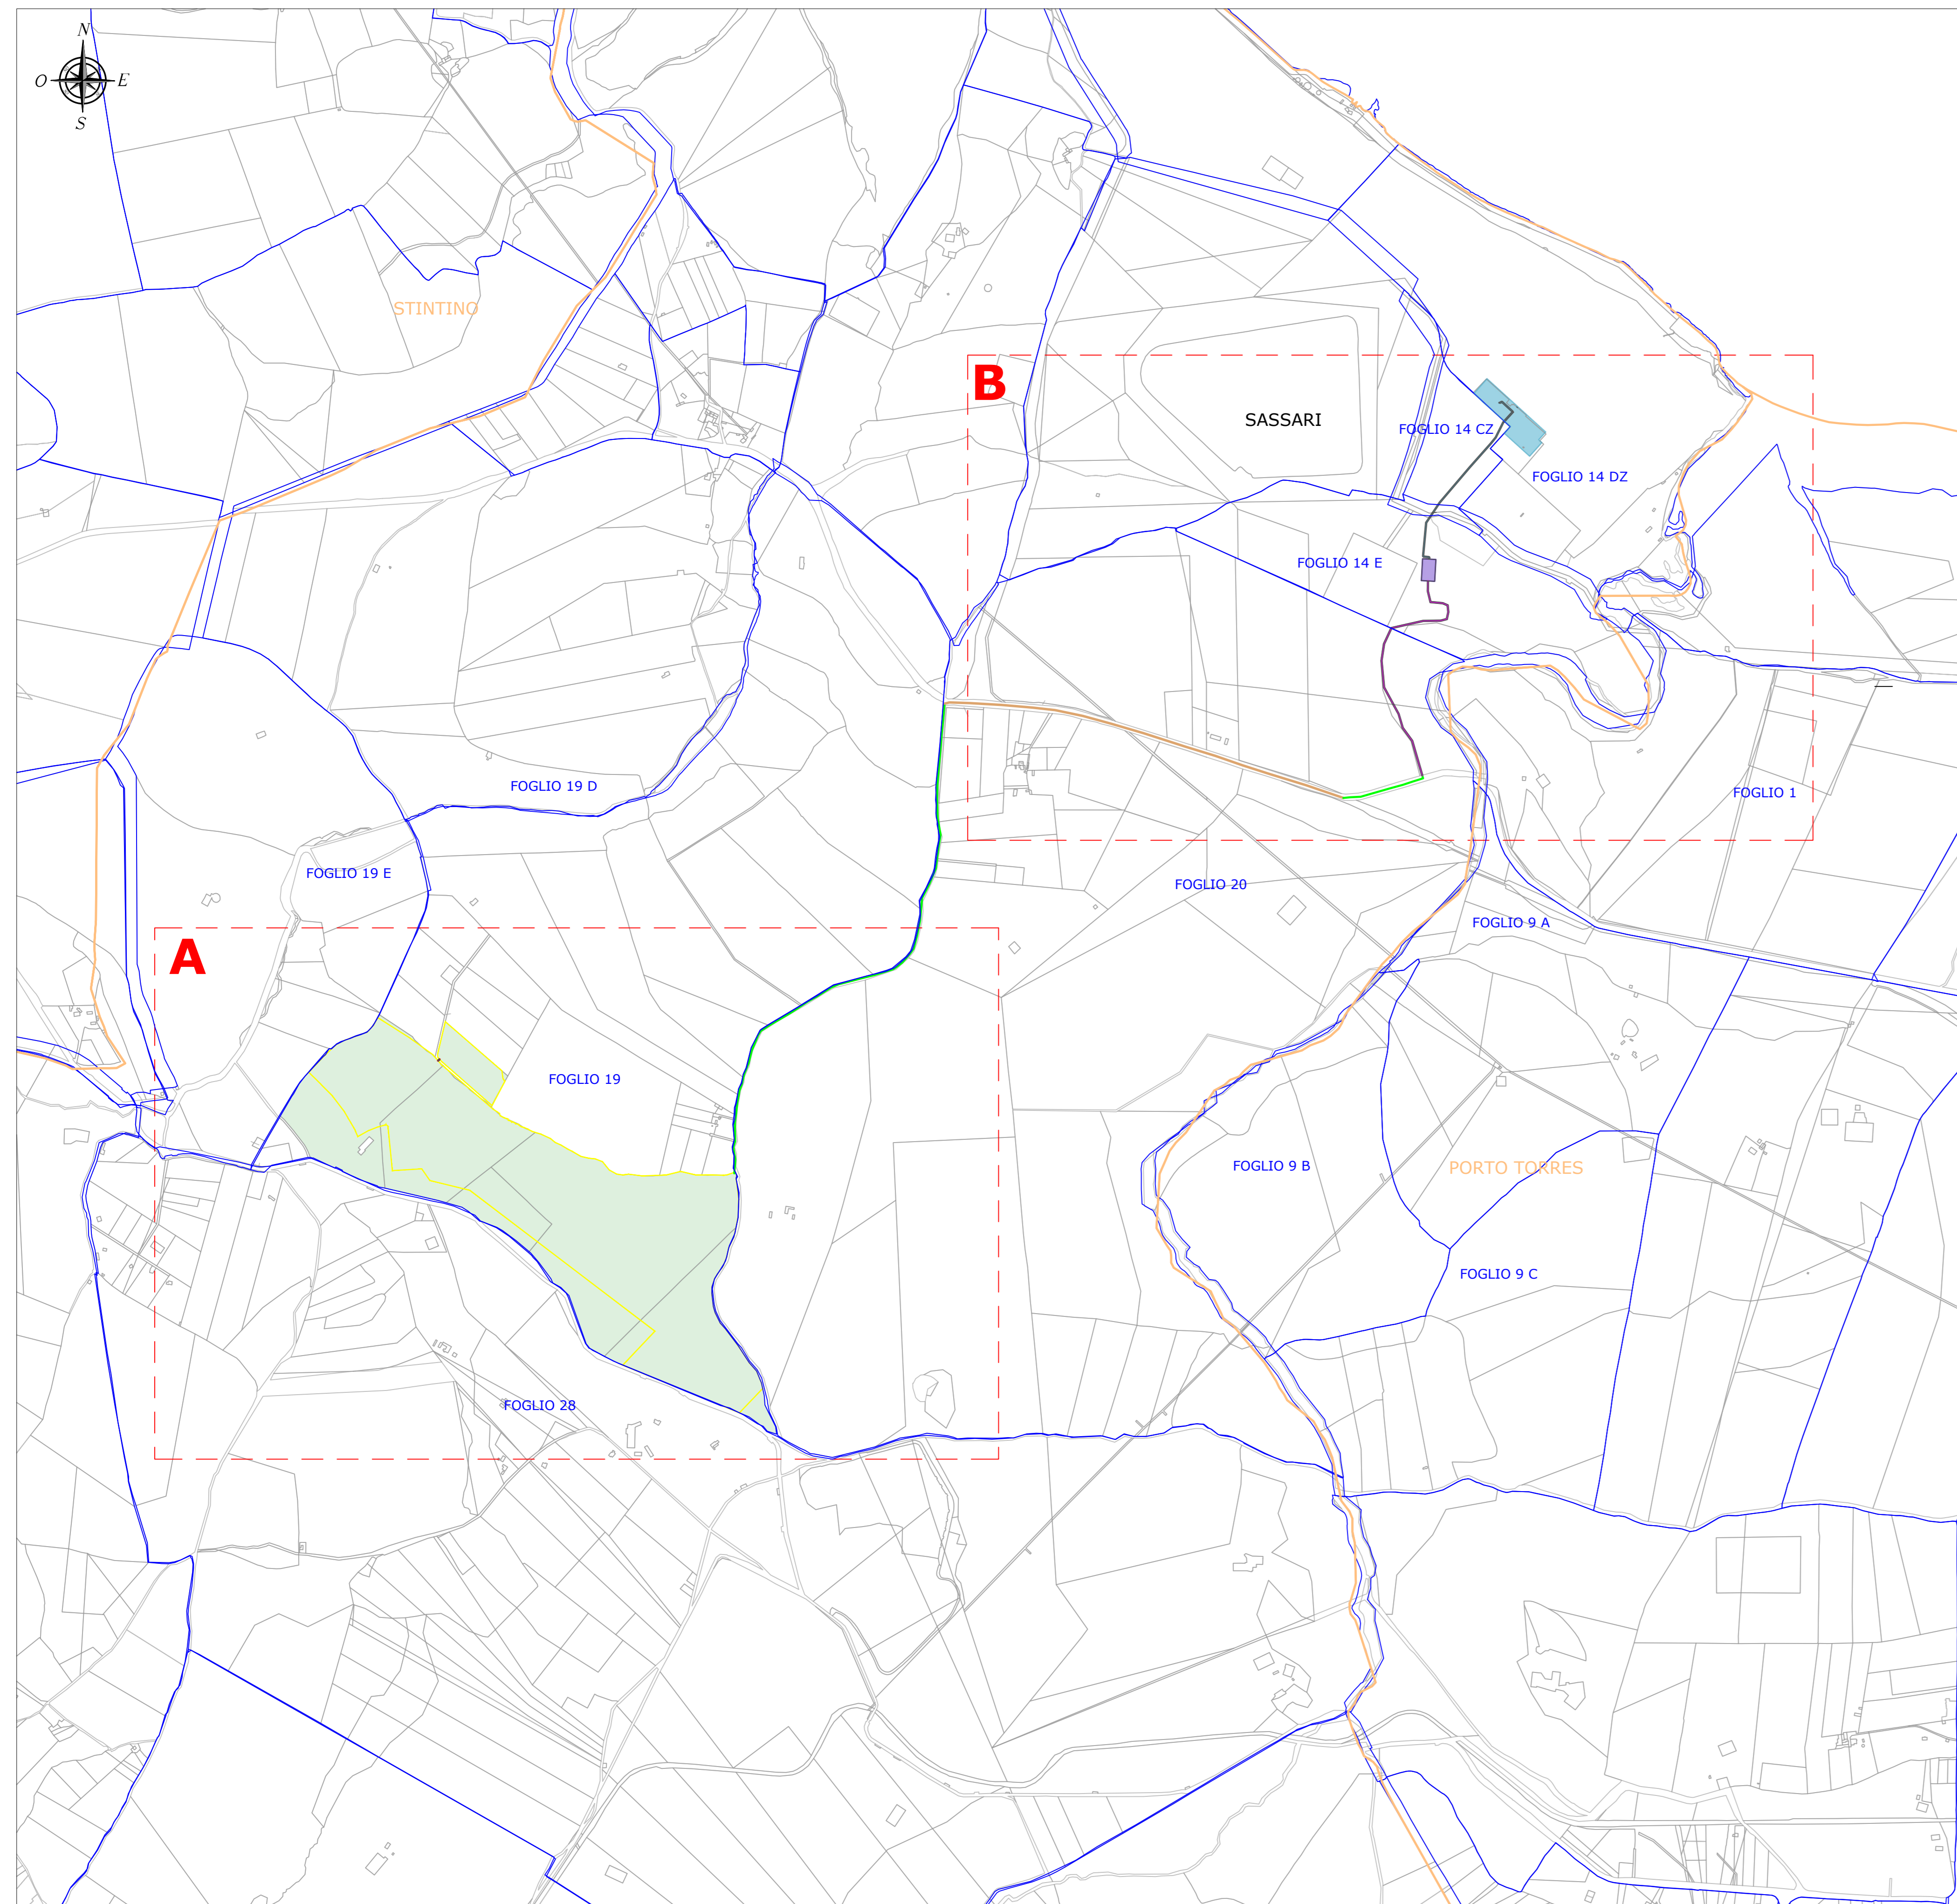 N
O E
S
STINTINO
B
SASSARI
FOGLIO 14 CZ
FOGLIO 14 DZ
FOGLIO 14 E
FOGLIO 19 D
FOGLIO 1
FOGLIO 19 E
FOGLIO 20
FOGLIO 9 A
A
FOGLIO 19
FOGLIO 9 B
PORTO TORRES
FOGLIO 9 C
FOGLIO 28